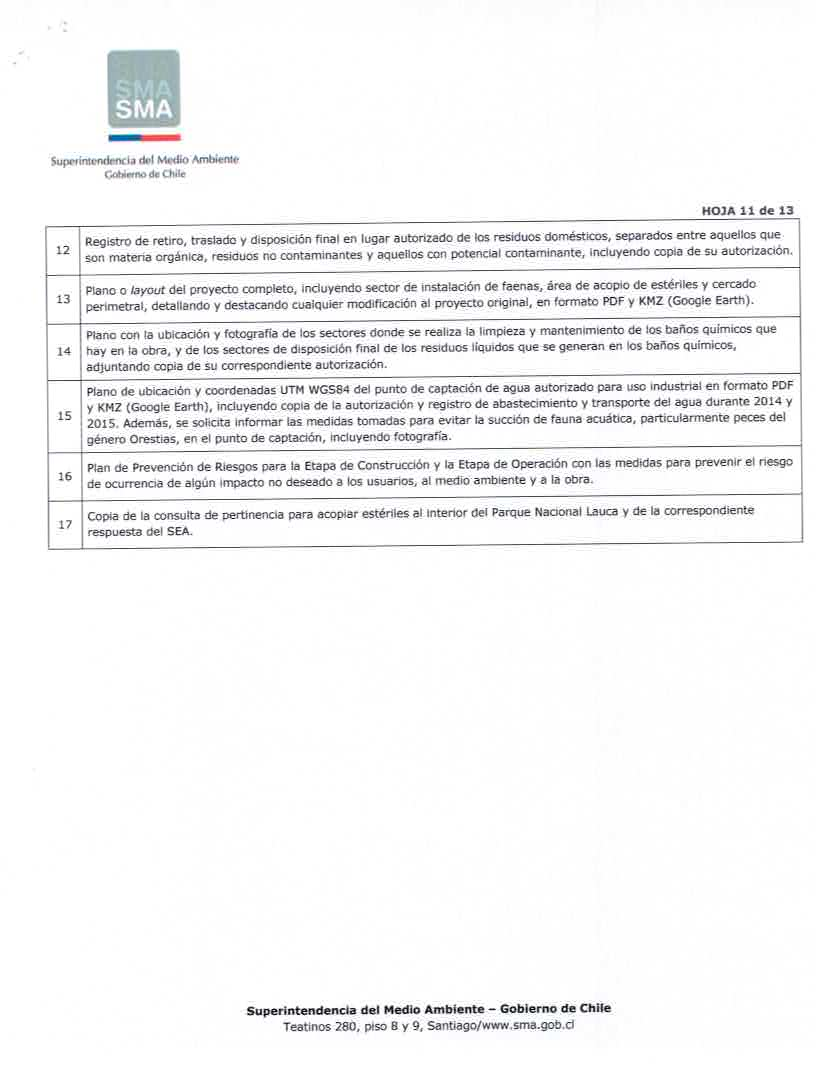 SMA
SMA
SMA
Superintendencia del Medio Ambiente
Gobierno de Chile
HOJA 11 de 13
12 Registro de retiro, traslado y disposición final en lugar autorizado de los residuos domésticos, separados entre aquellos que
son materia orgánica, residuos no contaminantes y aquellos con potencial contaminante, incluyendo copia de su autorización.
13 Plano o layout del proyecto completo, incluyendo sector de instalación de faenas, área de acopio de estériles y cercado
perimetral, detallando y destacando cualquier modificación al proyecto original, en formato PDF y KMZ (Google Earth).
14 Plano con la ubicación y fotografía de los sectores donde se realiza la limpieza y mantenimiento de los baños químicos que
hay en la obra, y de los sectores de disposición final de los residuos líquidos que se generan en los baños químicos,
adjuntando copia de su correspondiente autorización.
15 Plano de ubicación y coordenadas UTM WGS84 del punto de captación de agua autorizado para uso industrial en formato PDF
y KMZ (Google Earth), incluyendo copia de la autorización y registro de abastecimiento y transporte del agua durante 2014 y
2015. Además, se solicita informar las medidas tomadas para evitar la succión de fauna acuática, particularmente peces del
género Orestias, en el punto de captación, incluyendo fotografía.
16 Plan de Prevención de Riesgos para la Etapa de Construcción y la Etapa de Operación con las medidas para prevenir el riesgo
de ocurrencia de algún impacto no deseado a los usuarios, al medio ambiente y a la obra.
17 Copia de la consulta de pertinencia para acopiar estériles al interior del Parque Nacional Lauca y de la correspondiente
respuesta del SEA.
Superintendencia del Medio Ambiente – Gobierno de Chile
Teatinos 280, piso 8 y 9, Santiago/www.sma.gob.cl